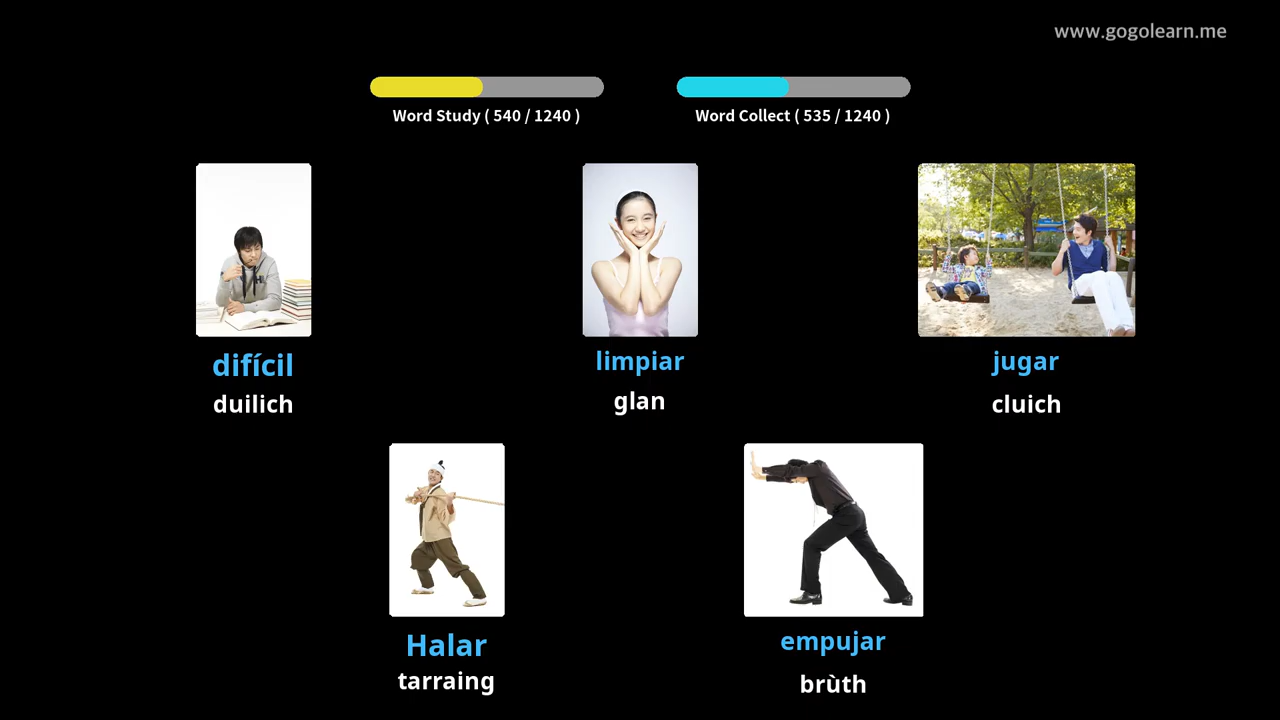 www.gogolearn.me
Word Study ( 540 / 1240 )
Word Collect ( 535 / 1240 )
difícil
duilich
limpiar
glan
jugar
cluich
Halar
tarraing
empujar
brùth